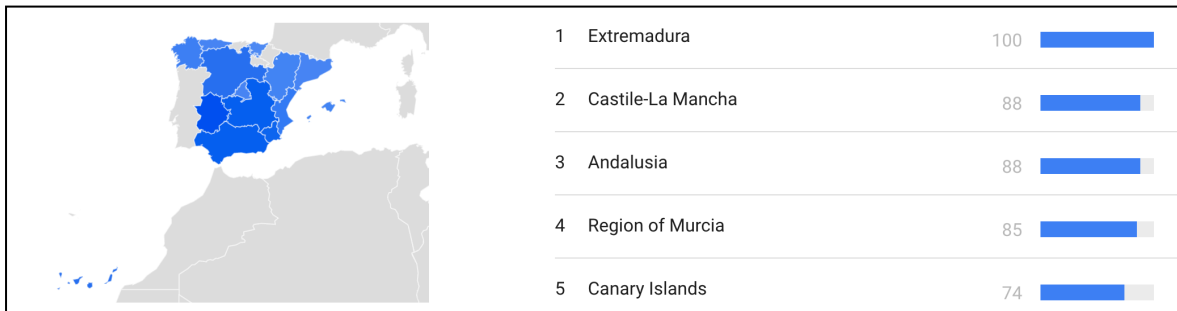 1 Extremadura 100
2 Castile-La Mancha 88
3 Andalusia 88
4 Region of Murcia 85
5 Canary Islands 74